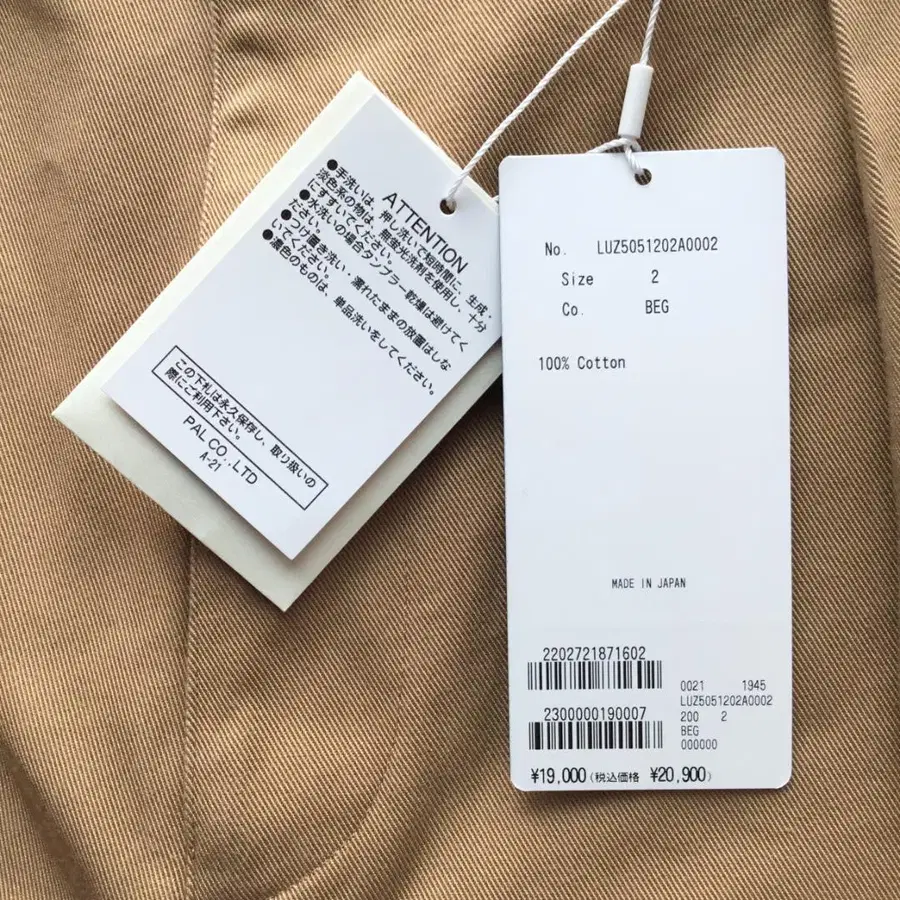 ATTENTION
●手洗いは、押し洗いで短時間に、生成・
淡色系の物は、無蛍光洗剤を使用し、十分
にすすいでください。
●水洗いの場合タンブラー乾燥は避けてく
ださい。
●つけ置き洗い・濡れたままの放置はしな
いでください。
●濃色のものは、単品洗いをしてください。
この下札は永久保存し、取り扱いの
際にご利用下さい。
PAL CO.,LTD
A-21
No. LUZ5051202A0002
Size 2
Co. BEG
100% Cotton
MADE IN JAPAN
2202721871602
2300000190007
0021 1945
LUZ5051202A0002
200 2
BEG
000000
¥19,000(税込価格 ¥20,900)